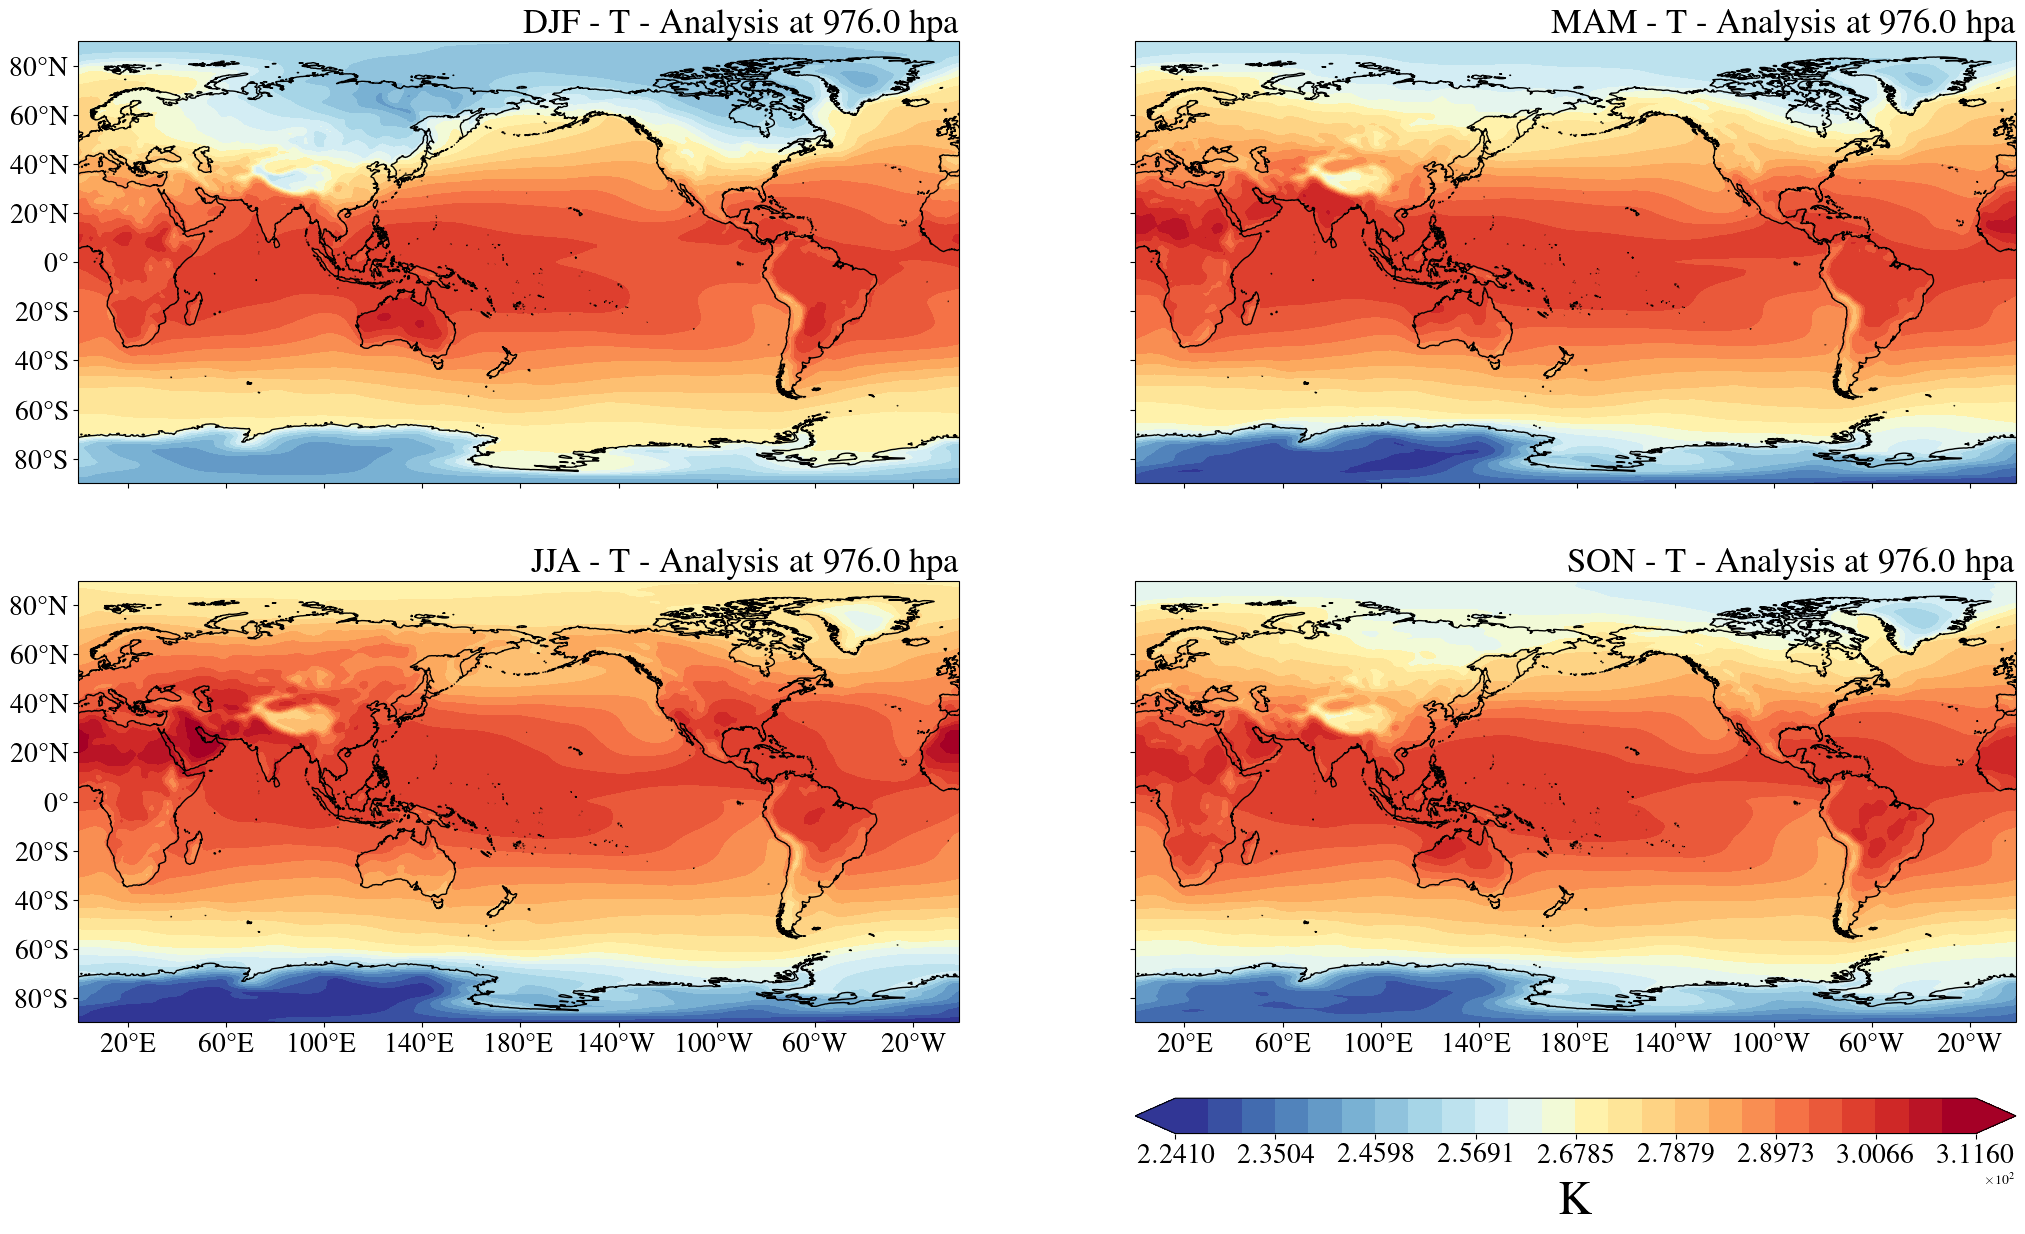 DJF - T - Analysis at 976.0 hpa
MAM - T - Analysis at 976.0 hpa
80°N
60°N
40°N
20°N
0°
20°S
40°S
60°S
80°S
JJA - T - Analysis at 976.0 hpa
SON - T - Analysis at 976.0 hpa
80°N
60°N
40°N
20°N
0°
20°S
40°S
60°S
80°S
20°E 60°E 100°E 140°E 180°E 140°W 100°W 60°W 20°W
20°E 60°E 100°E 140°E 180°E 140°W 100°W 60°W 20°W
2.2410 2.3504 2.4598 2.5691 2.6785 2.7879 2.8973 3.0066 3.1160
×10²
K